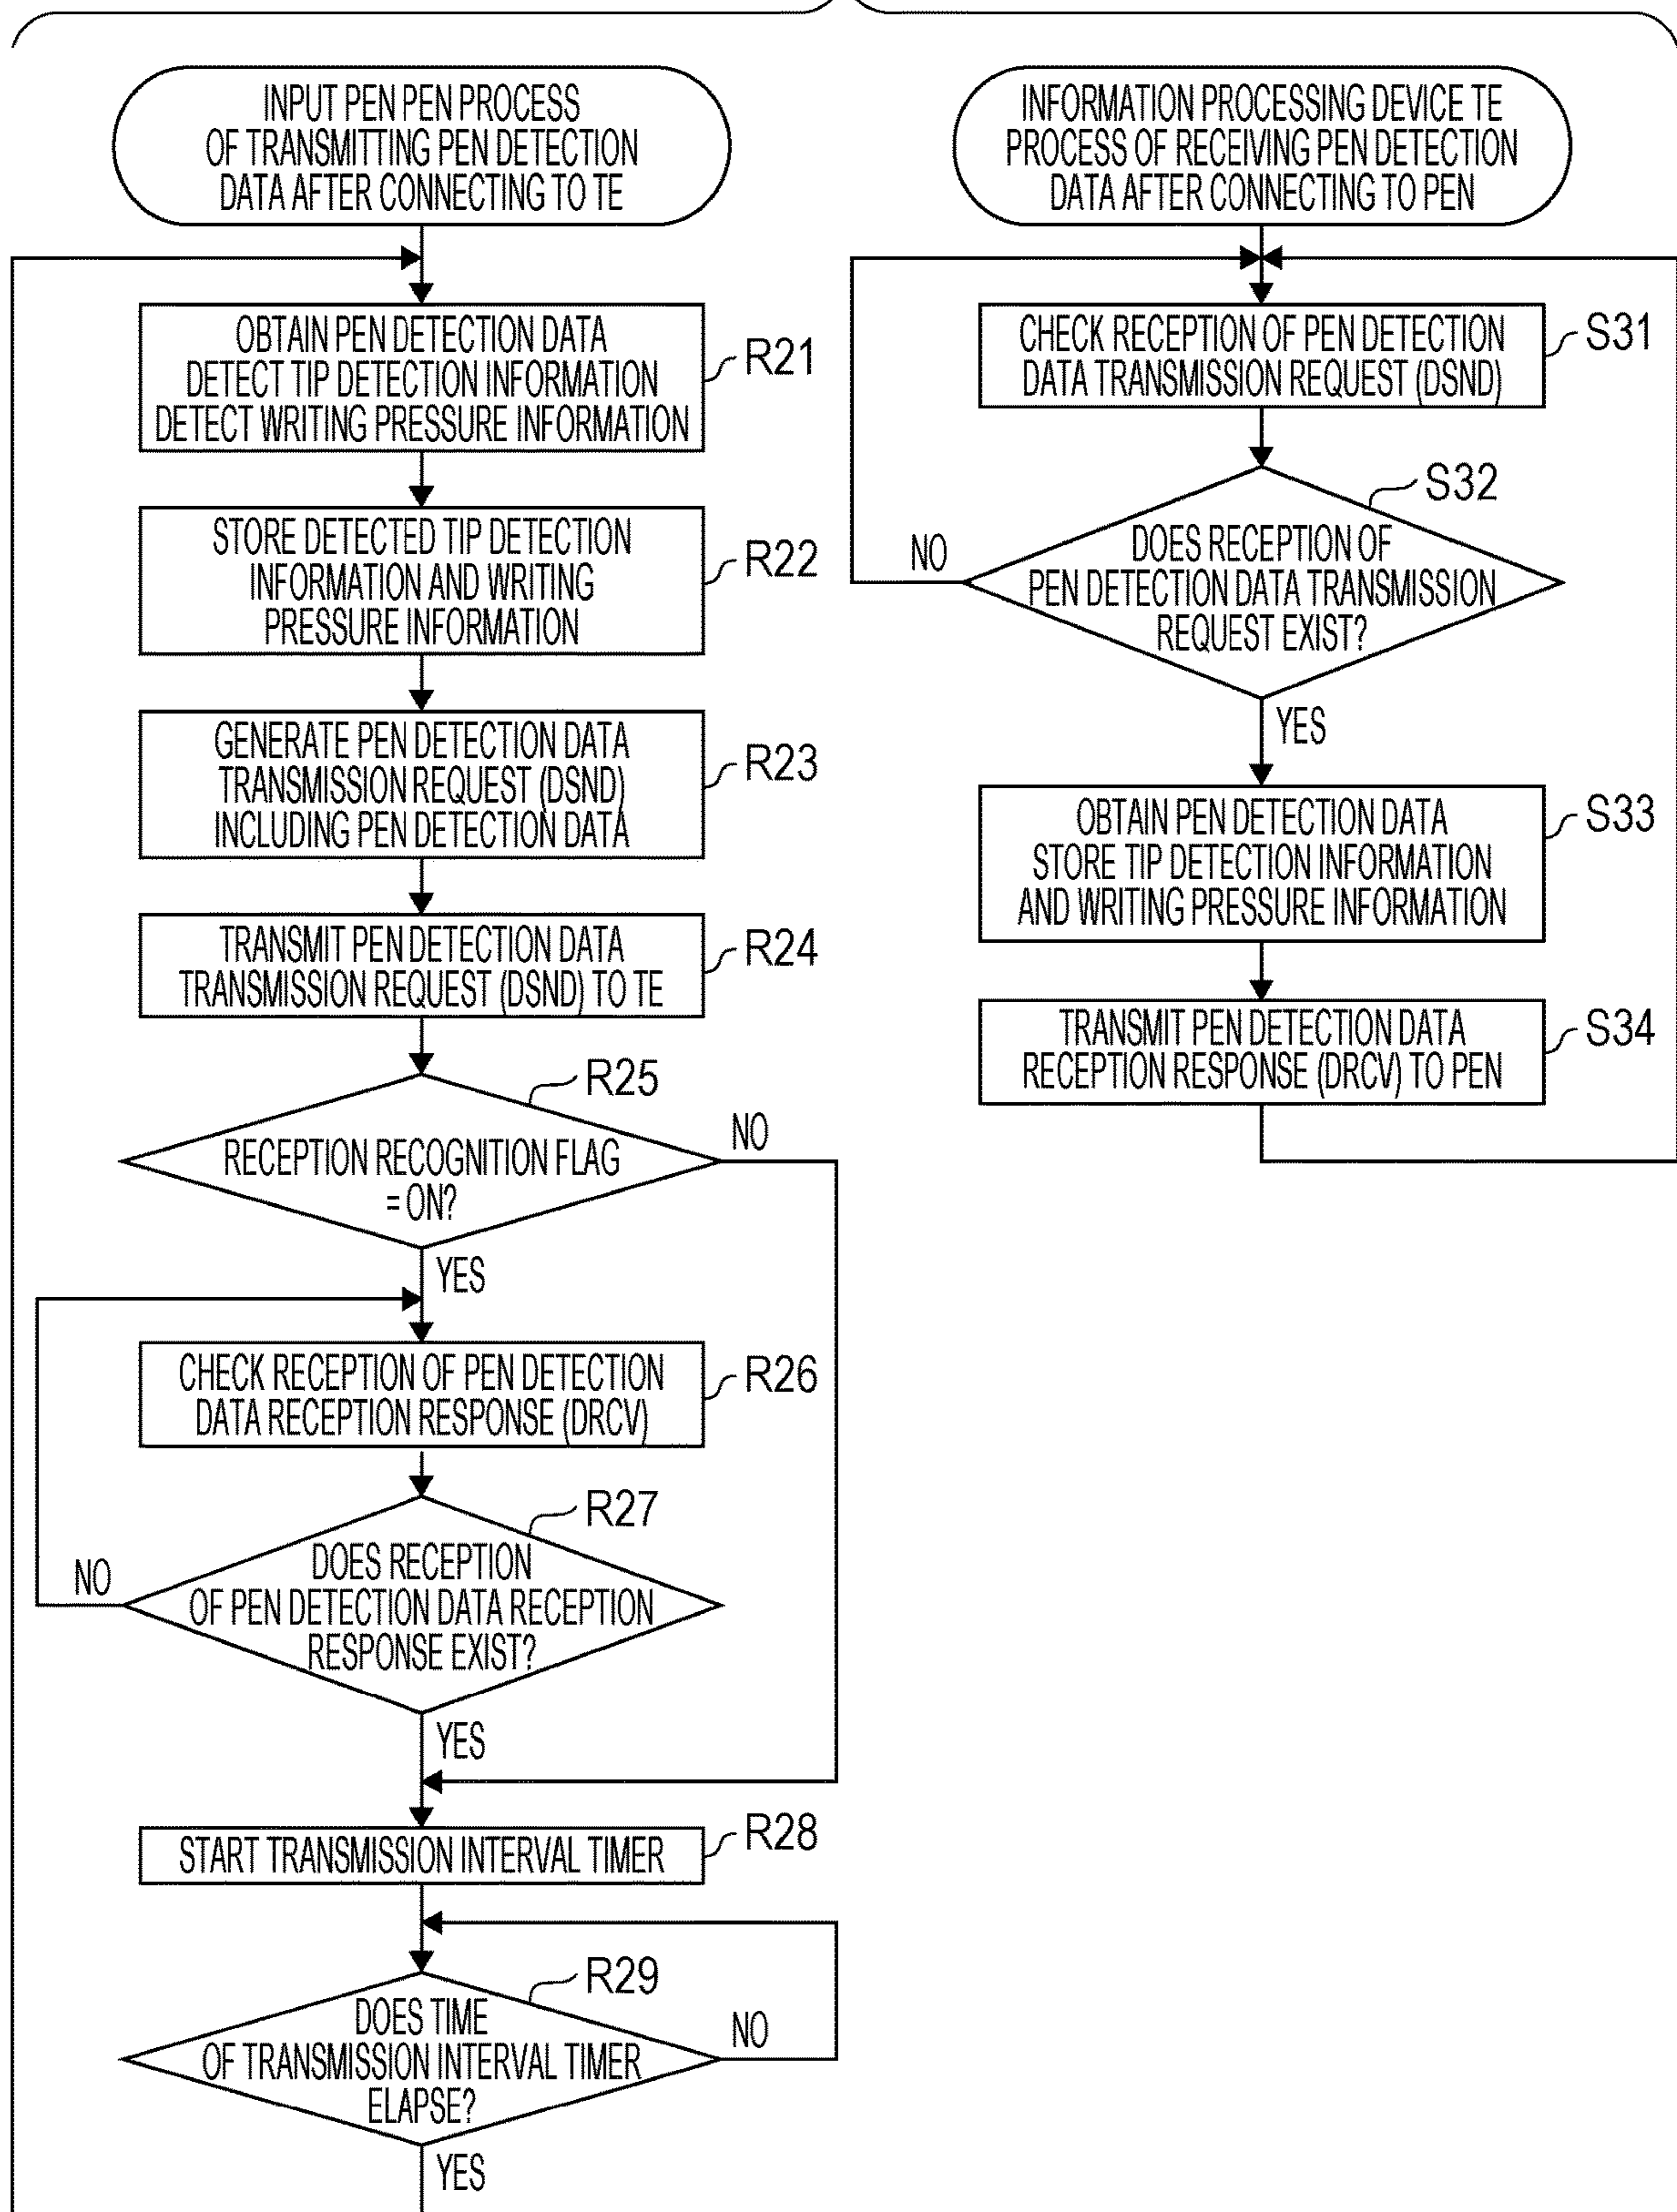 INPUT PEN PEN PROCESS
OF TRANSMITTING PEN DETECTION
DATA AFTER CONNECTING TO TE
OBTAIN PEN DETECTION DATA
DETECT TIP DETECTION INFORMATION
DETECT WRITING PRESSURE INFORMATION
R21
STORE DETECTED TIP DETECTION
INFORMATION AND WRITING
PRESSURE INFORMATION
R22
GENERATE PEN DETECTION DATA
TRANSMISSION REQUEST (DSND)
INCLUDING PEN DETECTION DATA
R23
TRANSMIT PEN DETECTION DATA
TRANSMISSION REQUEST (DSND) TO TE
R24
R25
RECEPTION RECOGNITION FLAG
= ON?
NO
YES
CHECK RECEPTION OF PEN DETECTION
DATA RECEPTION RESPONSE (DRCV)
R26
R27
DOES RECEPTION
OF PEN DETECTION DATA RECEPTION
RESPONSE EXIST?
NO
YES
START TRANSMISSION INTERVAL TIMER
R28
R29
DOES TIME
OF TRANSMISSION INTERVAL TIMER
ELAPSE?
NO
YES
INFORMATION PROCESSING DEVICE TE
PROCESS OF RECEIVING PEN DETECTION
DATA AFTER CONNECTING TO PEN
CHECK RECEPTION OF PEN DETECTION
DATA TRANSMISSION REQUEST (DSND)
S31
S32
DOES RECEPTION OF
PEN DETECTION DATA TRANSMISSION
REQUEST EXIST?
NO
YES
OBTAIN PEN DETECTION DATA
STORE TIP DETECTION INFORMATION
AND WRITING PRESSURE INFORMATION
S33
TRANSMIT PEN DETECTION DATA
RECEPTION RESPONSE (DRCV) TO PEN
S34